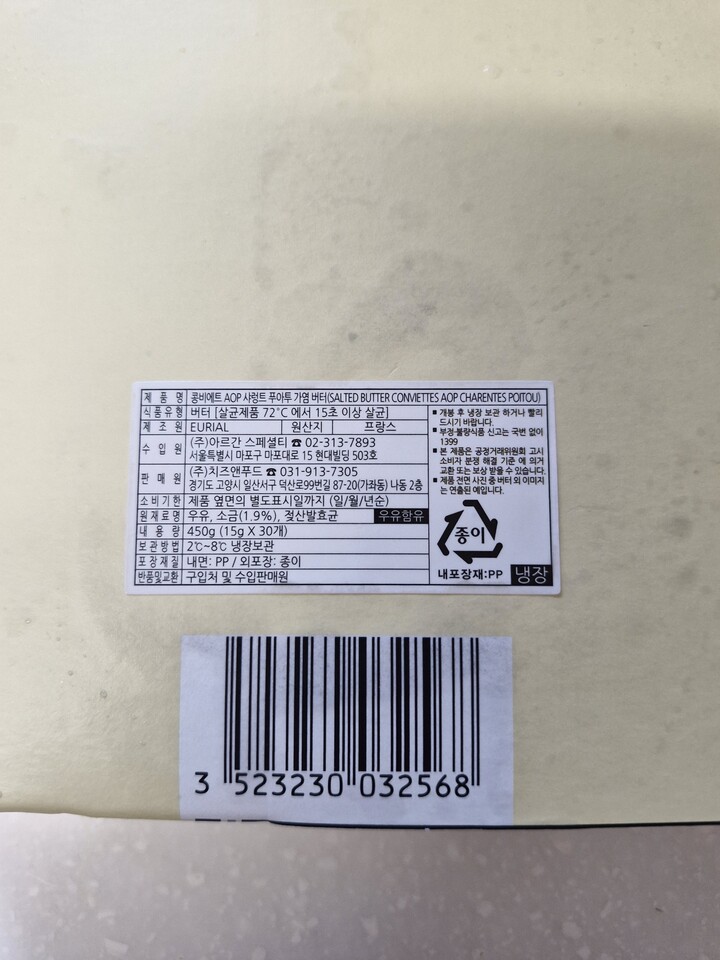 제 품 명 콩비에트 AOP 샤렁트 푸아투 가염 버터(SALTED BUTTER CONVIETTES AOP CHARENTES POITOU)
식품유형 버터 [살균제품 72°C 에서 15초 이상 살균]
제 조 원 EURIAL 원산지 프랑스
수 입 원 (주)아르간 스페셜티 ☎ 02-313-7893
서울특별시 마포구 마포대로 15 현대빌딩 503호
판 매 원 (주)치즈앤푸드 ☎ 031-913-7305
경기도 고양시 일산서구 덕산로99번길 87-20(가좌동) 나동 2층
소비기한 제품 옆면의 별도표시일까지 (일/월/년순)
원재료명 우유, 소금(1.9%), 젖산발효균 우유함유
내 용 량 450g (15g X 30개)
보관방법 2℃~8℃ 냉장보관
포장재질 내면: PP / 외포장: 종이
반품및교환 구입처 및 수입판매원
▪ 개봉 후 냉장 보관 하거나 빨리
드시기 바랍니다.
▪ 부정·불량식품 신고는 국번 없이
1399
▪ 본 제품은 공정거래위원회 고시
소비자 분쟁 해결 기준 에 의거
교환 또는 보상 받을 수 있습니다.
▪ 제품 전면 사진 중 버터 외 이미지
는 연출된 예입니다.
종이
내포장재:PP 냉장
3 523230 032568